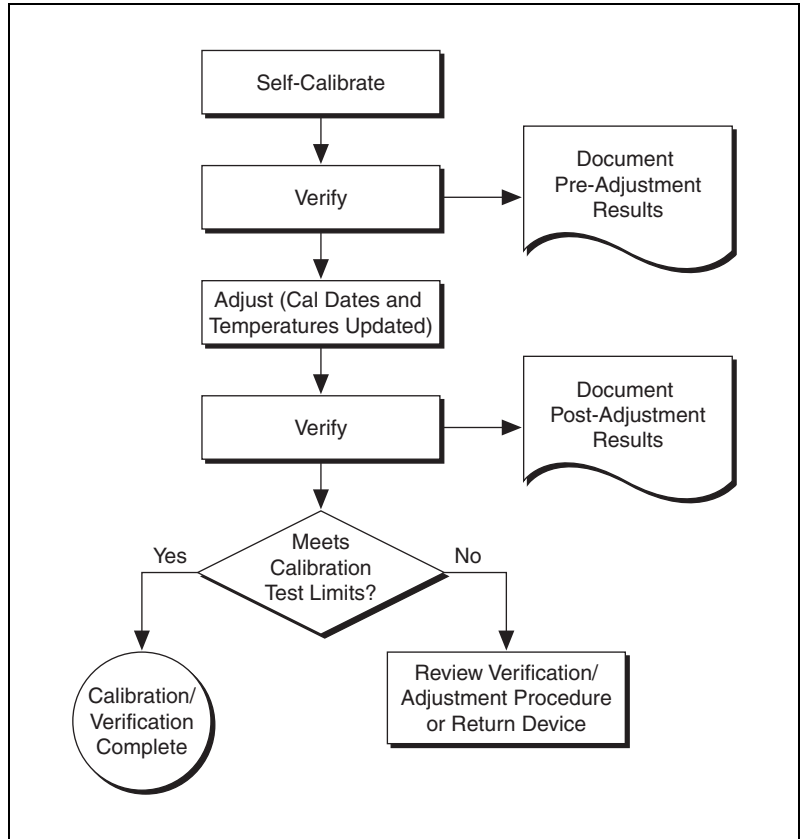 Self-Calibrate
Verify
Document
Pre-Adjustment
Results
Adjust (Cal Dates and
Temperatures Updated)
Verify
Document
Post-Adjustment
Results
Meets
Calibration
Test Limits?
Yes
No
Calibration/
Verification
Complete
Review Verification/
Adjustment Procedure
or Return Device